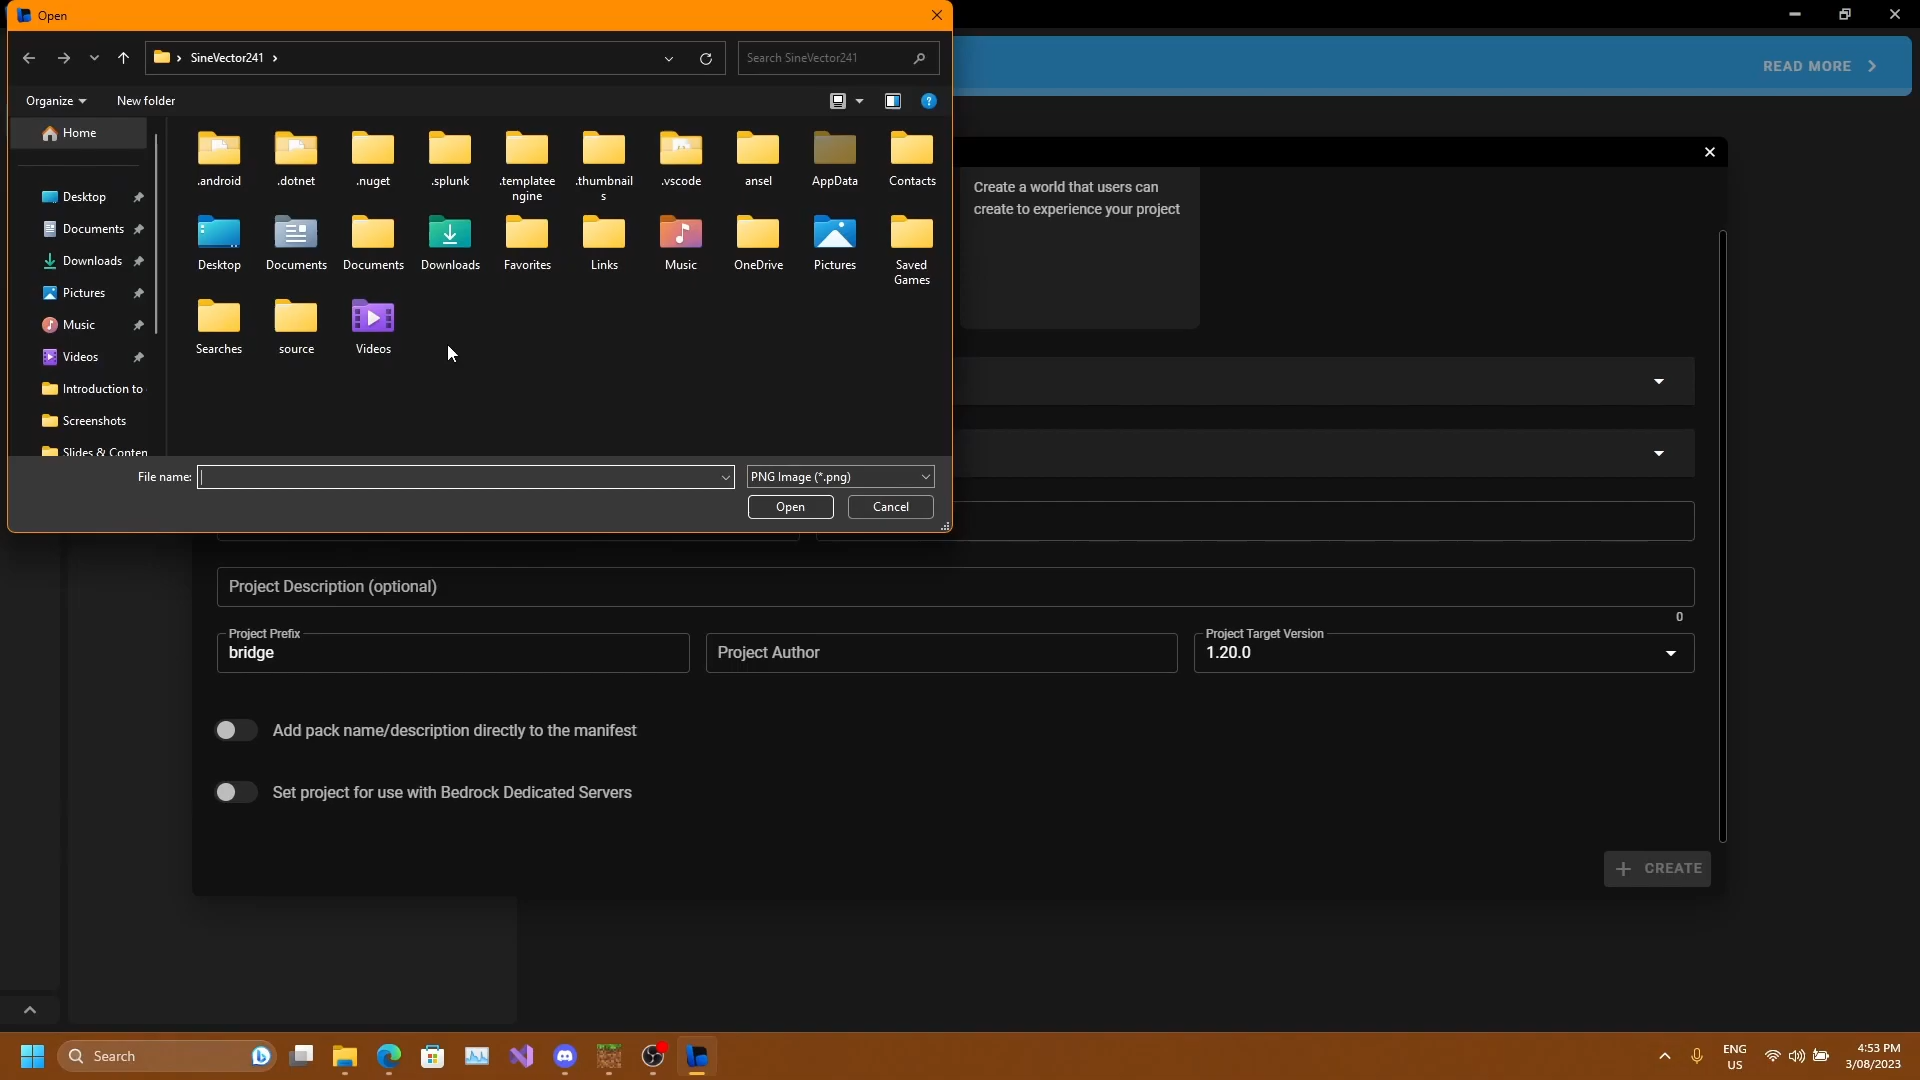 Open
SineVector241
Search SineVector241
READ MORE
Organize
New folder
Home
Desktop
Documents
Downloads
Pictures
Music
Videos
Introduction to
Screenshots
Slides & Conten
.android
.dotnet
.nuget
.splunk
.templatee
ngine
.thumbnail
s
.vscode
ansel
AppData
Contacts
Desktop
Documents
Documents
Downloads
Favorites
Links
Music
OneDrive
Pictures
Saved
Games
Searches
source
Videos
File name:
PNG Image (*.png)
Open
Cancel
Create a world that users can
create to experience your project
Project Description (optional)
0
Project Prefix
bridge
Project Author
Project Target Version
1.20.0
Add pack name/description directly to the manifest
Set project for use with Bedrock Dedicated Servers
CREATE
Search
ENG
US
4:53 PM
3/08/2023